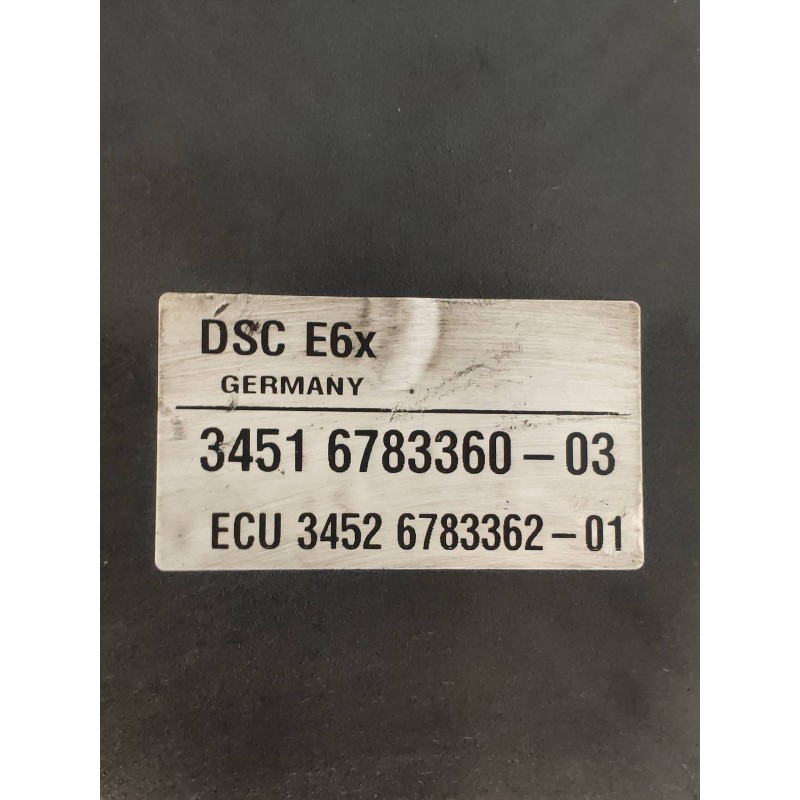 DSC E6x
GERMANY
3451 6783360-03
ECU 3452 6783362-01